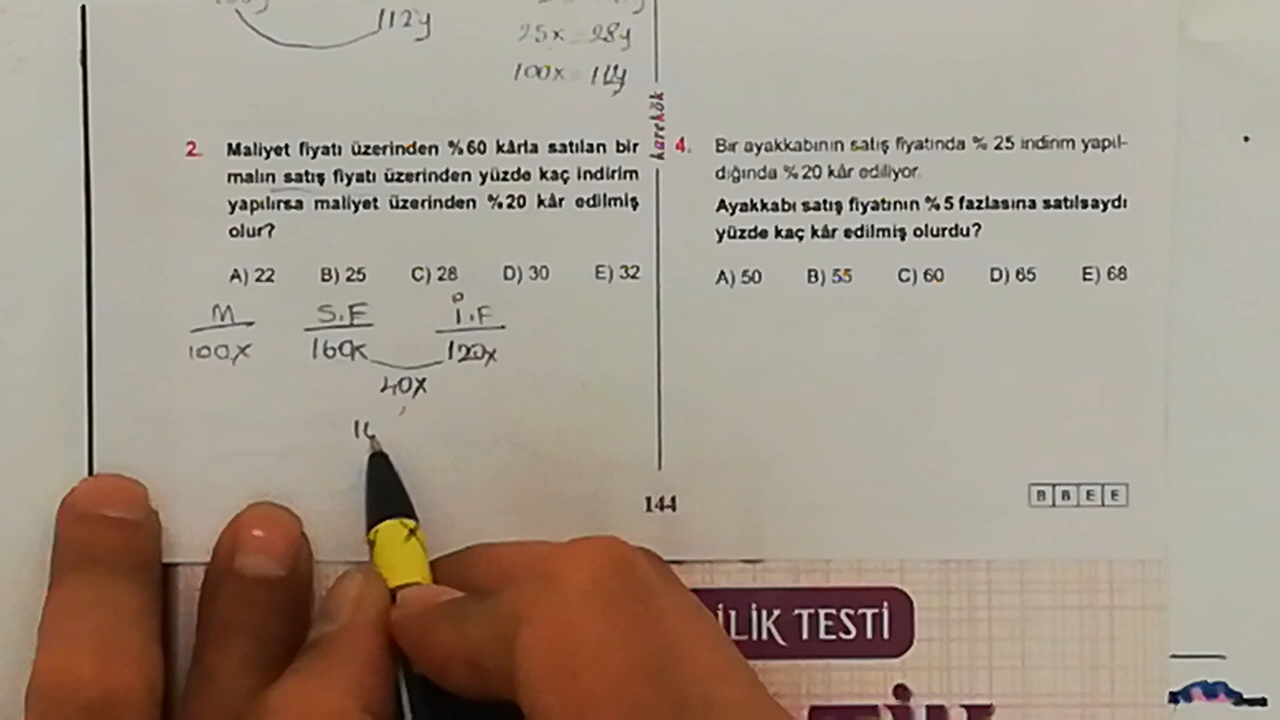 112y
25x = 28y
100x = 112y
karekök
2. Maliyet fiyatı üzerinden %60 kârla satılan bir
malın satış fiyatı üzerinden yüzde kaç indirim
yapılırsa maliyet üzerinden %20 kâr edilmiş
olur?
A) 22 B) 25 C) 28 D) 30 E) 32
M S.F İ.F
100x 160x 120x
40x
4. Bir ayakkabının satış fiyatında % 25 indirim yapıl-
dığında %20 kâr ediliyor.
Ayakkabı satış fiyatının %5 fazlasına satılsaydı
yüzde kaç kâr edilmiş olurdu?
A) 50 B) 55 C) 60 D) 65 E) 68
144
B B E E
İLİK TESTİ